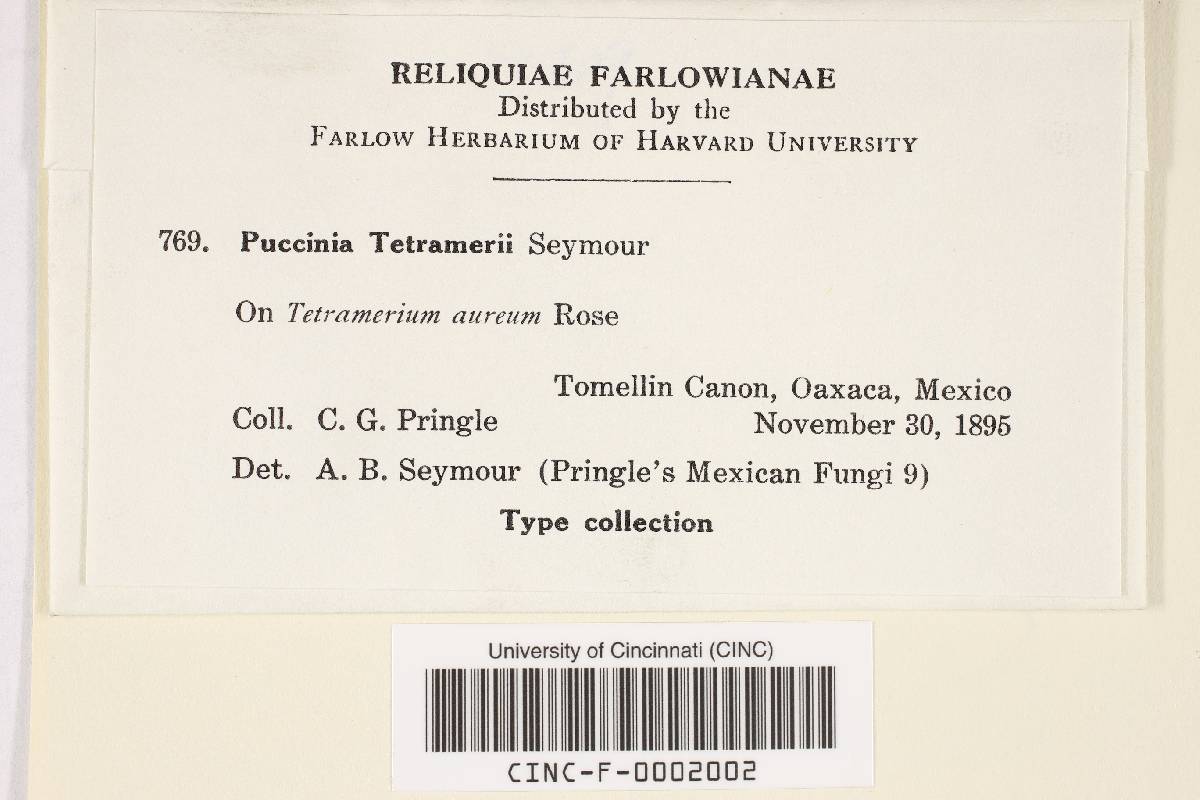 RELIQUIAE FARLOWIANAE
Distributed by the
FARLOW HERBARIUM OF HARVARD UNIVERSITY
769. Puccinia Tetramerii Seymour
On Tetramerium aureum Rose
Tomellin Canon, Oaxaca, Mexico
Coll. C. G. Pringle November 30, 1895
Det. A. B. Seymour (Pringle's Mexican Fungi 9)
Type collection
University of Cincinnati (CINC)
CINC-F-0002002